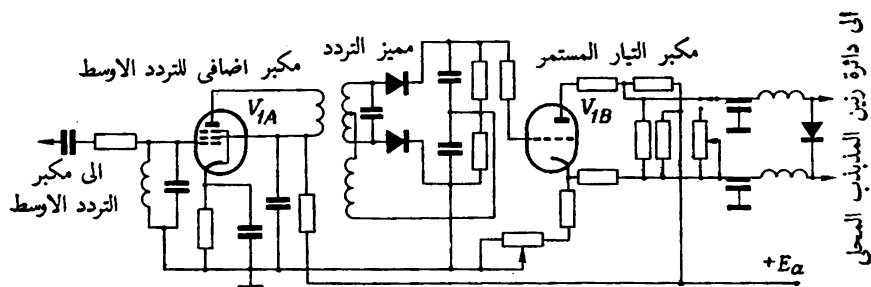 مميز التردد
مكبر اضافى للتردد الاوسط
مكبر التيار المستمر
V1A
V1B
الى مكبر
التردد الاوسط
+Ea
الى دائرة رنين المذبذب المحلى